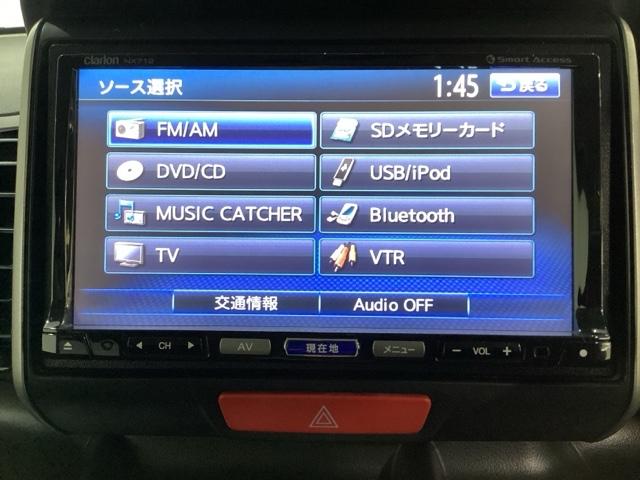 clarion NX712
Smart Access
ソース選択
1:45
戻る
FM/AM
SDメモリーカード
DVD/CD
USB/iPod
MUSIC CATCHER
Bluetooth
TV
VTR
交通情報
Audio OFF
CH
AV
現在地
メニュー
− VOL +